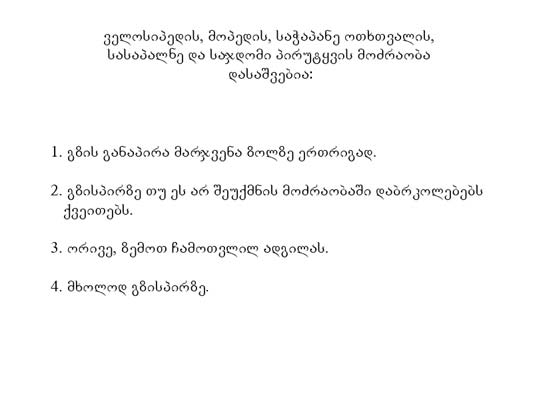 ველოსიპედის, მოპედის, საჭაპანე ოთხთვალის,
სასაპალნე და საჯდომი პირუტყვის მოძრაობა
დასაშვებია:
1. გზის განაპირა მარჯვენა ზოლზე ერთრიგად.
2. გზისპირზე თუ ეს არ შეუქმნის მოძრაობაში დაბრკოლებებს
ქვეითებს.
3. ორივე, ზემოთ ჩამოთვლილ ადგილას.
4. მხოლოდ გზისპირზე.